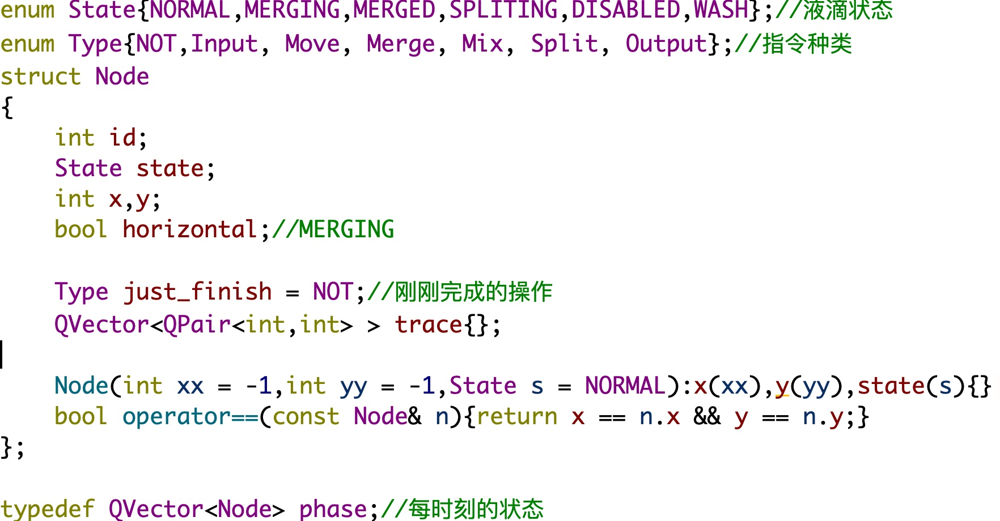 enum State{NORMAL,MERGING,MERGED,SPLITING,DISABLED,WASH};//液滴状态
enum Type{NOT,Input, Move, Merge, Mix, Split, Output};//指令种类
struct Node
{
    int id;
    State state;
    int x,y;
    bool horizontal;//MERGING
    Type just_finish = NOT;//刚刚完成的操作
    QVector<QPair<int,int> > trace{};
    Node(int xx = -1,int yy = -1,State s = NORMAL):x(xx),y(yy),state(s){}
    bool operator==(const Node& n){return x == n.x && y == n.y;}
};
typedef QVector<Node> phase;//每时刻的状态